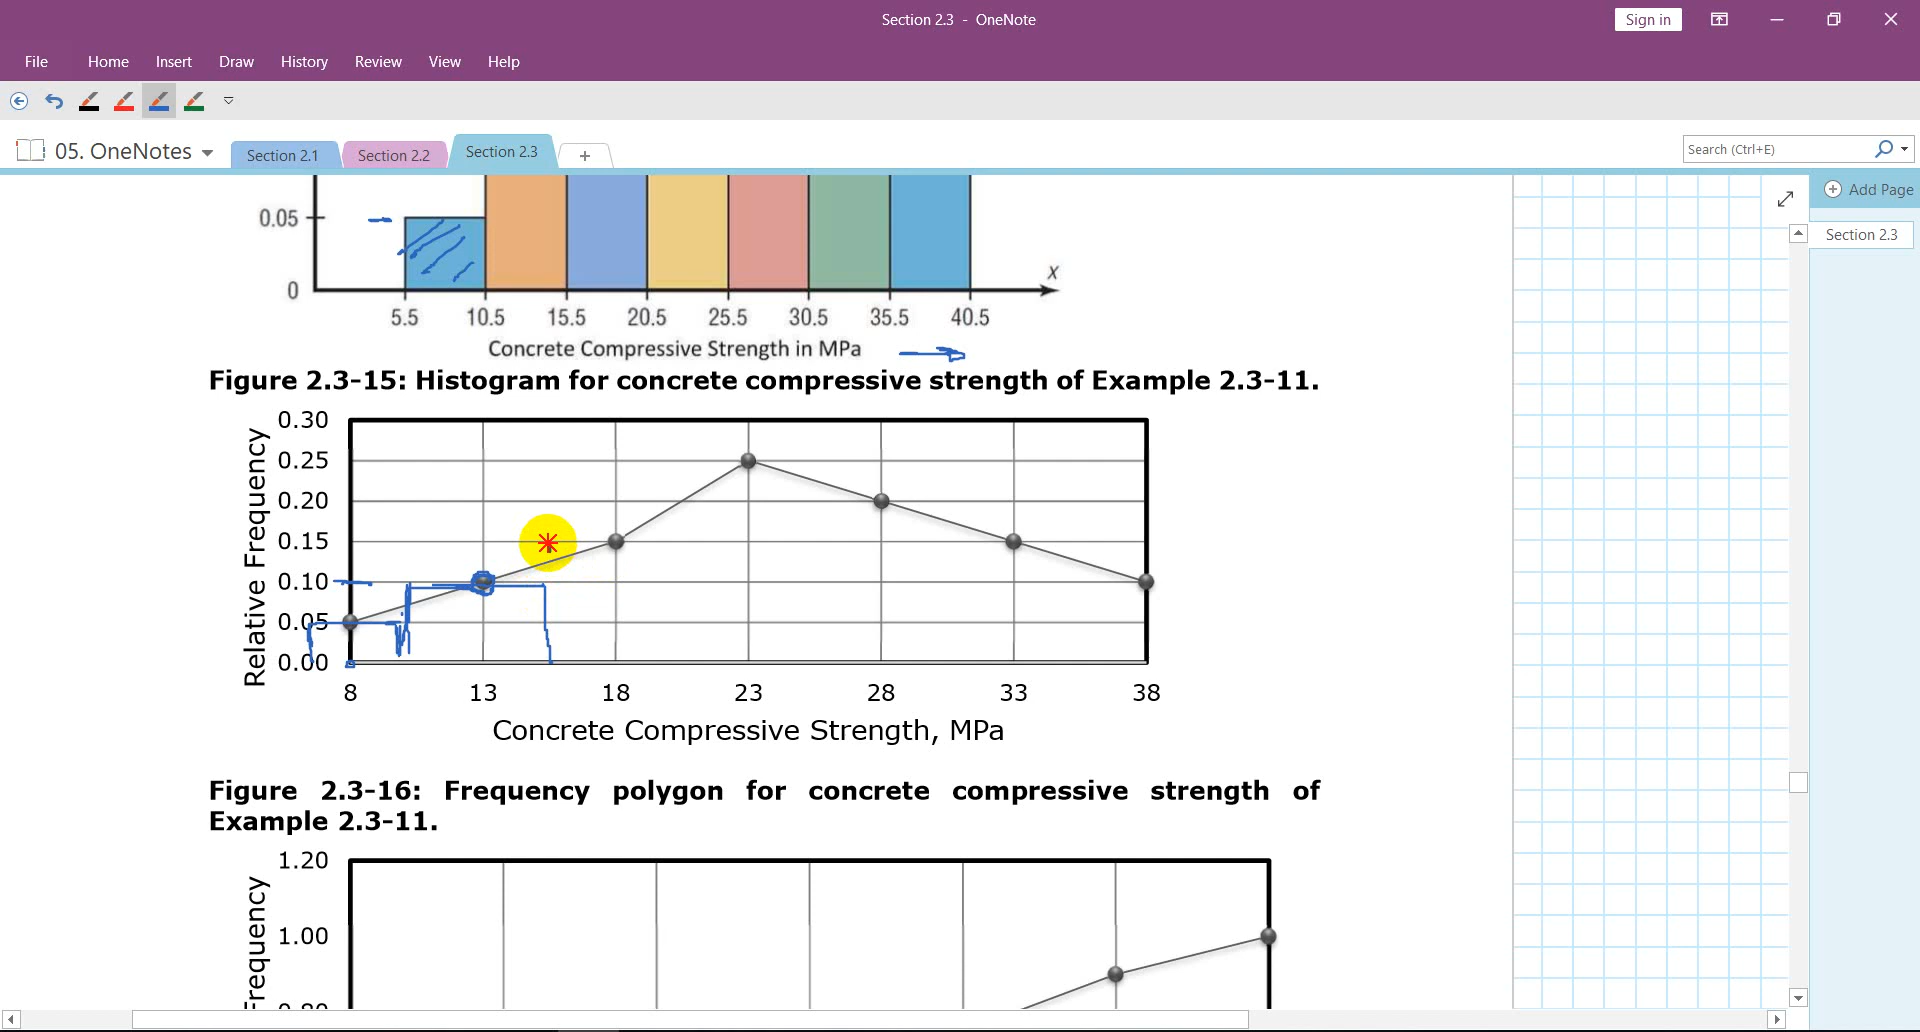 Section 2.3 - OneNote
Sign in
File Home Insert Draw History Review View Help
05. OneNotes
Section 2.1
Section 2.2
Section 2.3
+
Search (Ctrl+E)
Add Page
Section 2.3
0.05
0
x
5.5 10.5 15.5 20.5 25.5 30.5 35.5 40.5
Concrete Compressive Strength in MPa
Figure 2.3-15: Histogram for concrete compressive strength of Example 2.3-11.
Relative Frequency
0.30
0.25
0.20
0.15
0.10
0.05
0.00
8 13 18 23 28 33 38
Concrete Compressive Strength, MPa
Figure 2.3-16: Frequency polygon for concrete compressive strength of
Example 2.3-11.
1.20
1.00
Frequency